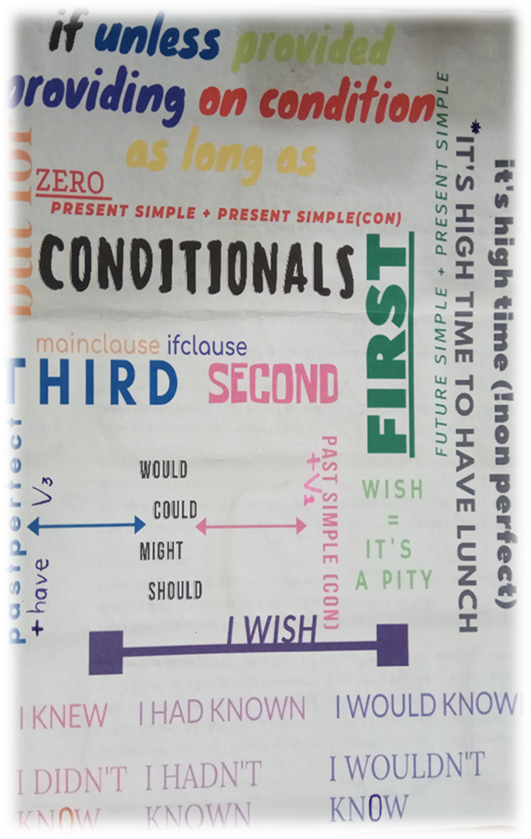 if unless provided
providing on condition
as long as
but for
ZERO
PRESENT SIMPLE + PRESENT SIMPLE(CON)
CONDITIONALS
mainclause ifclause
THIRD SECOND
FIRST
FUTURE SIMPLE + PRESENT SIMPLE
*IT'S HIGH TIME TO HAVE LUNCH
it's high time (!non perfect)
pastperfect
+ have V3
WOULD
COULD
MIGHT
SHOULD
PAST SIMPLE (CON)
+V1
WISH
=
IT'S
A PITY
I WISH
I KNEW I HAD KNOWN I WOULD KNOW
I DIDN'T I HADN'T I WOULDN'T
KNOW KNOWN KNOW